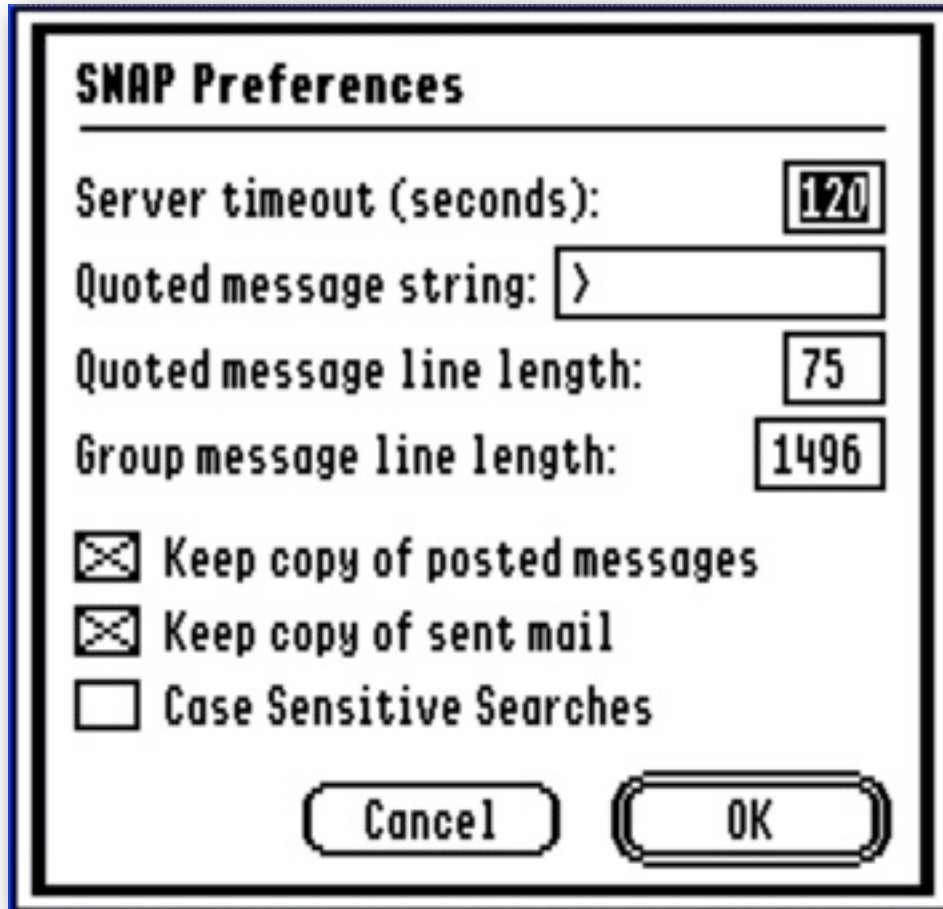 SNAP Preferences
Server timeout (seconds): 120
Quoted message string: >
Quoted message line length: 75
Group message line length: 1496
Keep copy of posted messages
Keep copy of sent mail
Case Sensitive Searches
Cancel OK